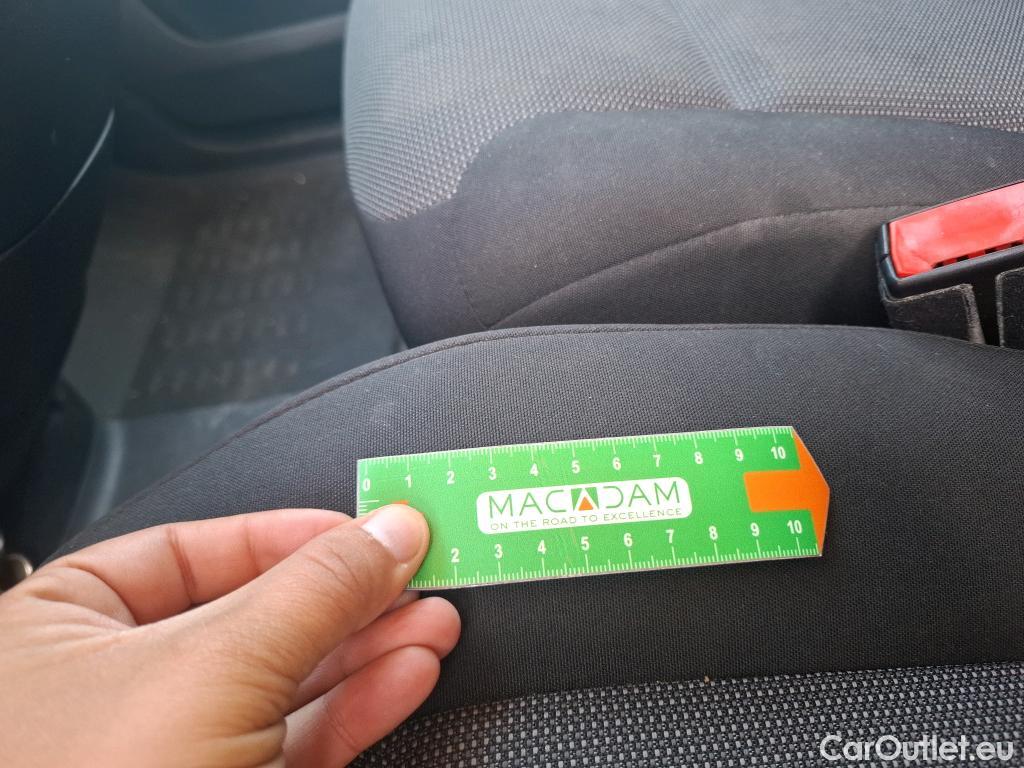 0 1 2 3 4 5 6 7 8 9 10
MACADAM
ON THE ROAD TO EXCELLENCE
2 3 4 5 6 7 8 9 10
CarOutlet.eu